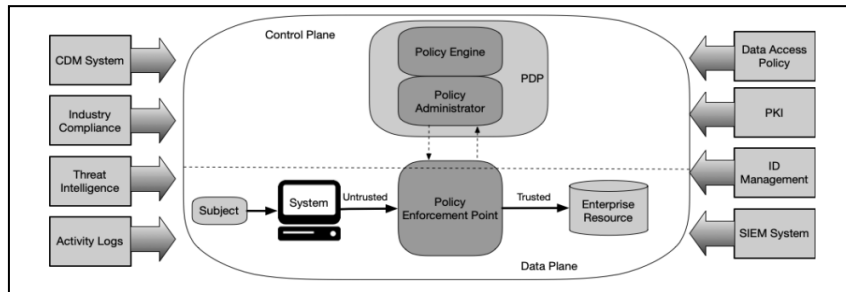 Control Plane
CDM System
Industry
Compliance
Threat
Intelligence
Activity Logs
Policy Engine
Policy
Administrator
PDP
Subject
System
Untrusted
Policy
Enforcement Point
Trusted
Enterprise
Resource
Data Plane
Data Access
Policy
PKI
ID
Management
SIEM System